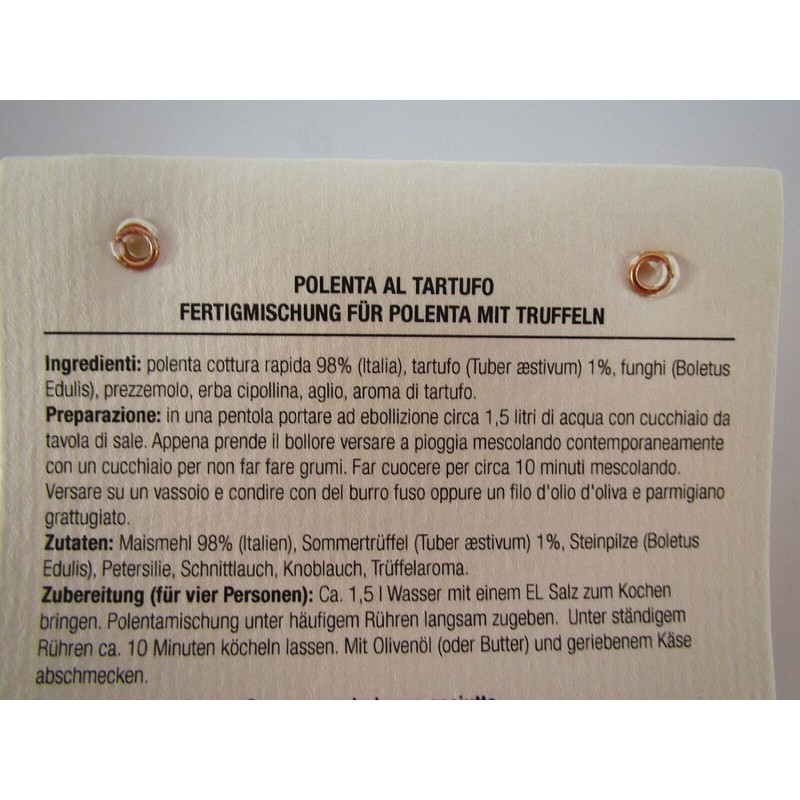 POLENTA AL TARTUFO
FERTIGMISCHUNG FÜR POLENTA MIT TRUFFELN
Ingredienti: polenta cottura rapida 98% (Italia), tartufo (Tuber æstivum) 1%, funghi (Boletus
Edulis), prezzemolo, erba cipollina, aglio, aroma di tartufo.
Preparazione: in una pentola portare ad ebollizione circa 1,5 litri di acqua con cucchiaio da
tavola di sale. Appena prende il bollore versare a pioggia mescolando contemporaneamente
con un cucchiaio per non far fare grumi. Far cuocere per circa 10 minuti mescolando.
Versare su un vassoio e condire con del burro fuso oppure un filo d'olio d'oliva e parmigiano
grattugiato.
Zutaten: Maismehl 98% (Italien), Sommertrüffel (Tuber æstivum) 1%, Steinpilze (Boletus
Edulis), Petersilie, Schnittlauch, Knoblauch, Trüffelaroma.
Zubereitung (für vier Personen): Ca. 1,5 l Wasser mit einem EL Salz zum Kochen
bringen. Polentamischung unter häufigem Rühren langsam zugeben. Unter ständigem
Rühren ca. 10 Minuten köcheln lassen. Mit Olivenöl (oder Butter) und geriebenem Käse
abschmecken.